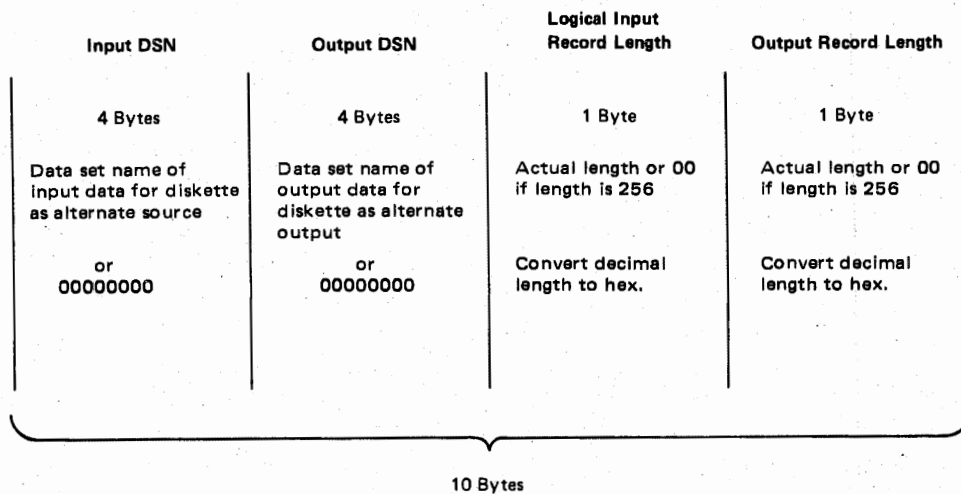 Input DSN
Output DSN
Logical Input
Record Length
Output Record Length
4 Bytes
4 Bytes
1 Byte
1 Byte
Data set name of
input data for diskette
as alternate source
or
00000000
Data set name of
output data for
diskette as alternate
output
or
00000000
Actual length or 00
if length is 256
Convert decimal
length to hex.
Actual length or 00
if length is 256
Convert decimal
length to hex.
10 Bytes